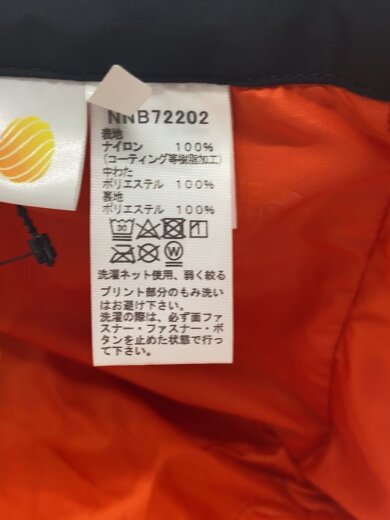 NNB72202
表地
ナイロン 100%
(コーティング等樹脂加工)
中わた
ポリエステル 100%
裏地
ポリエステル 100%
30
W
洗濯ネット使用、弱く絞る
プリント部分のもみ洗い
はお避け下さい。
洗濯の際は、必ず面ファ
スナー・ファスナー・ボ
タンを止めた状態で行っ
て下さい。